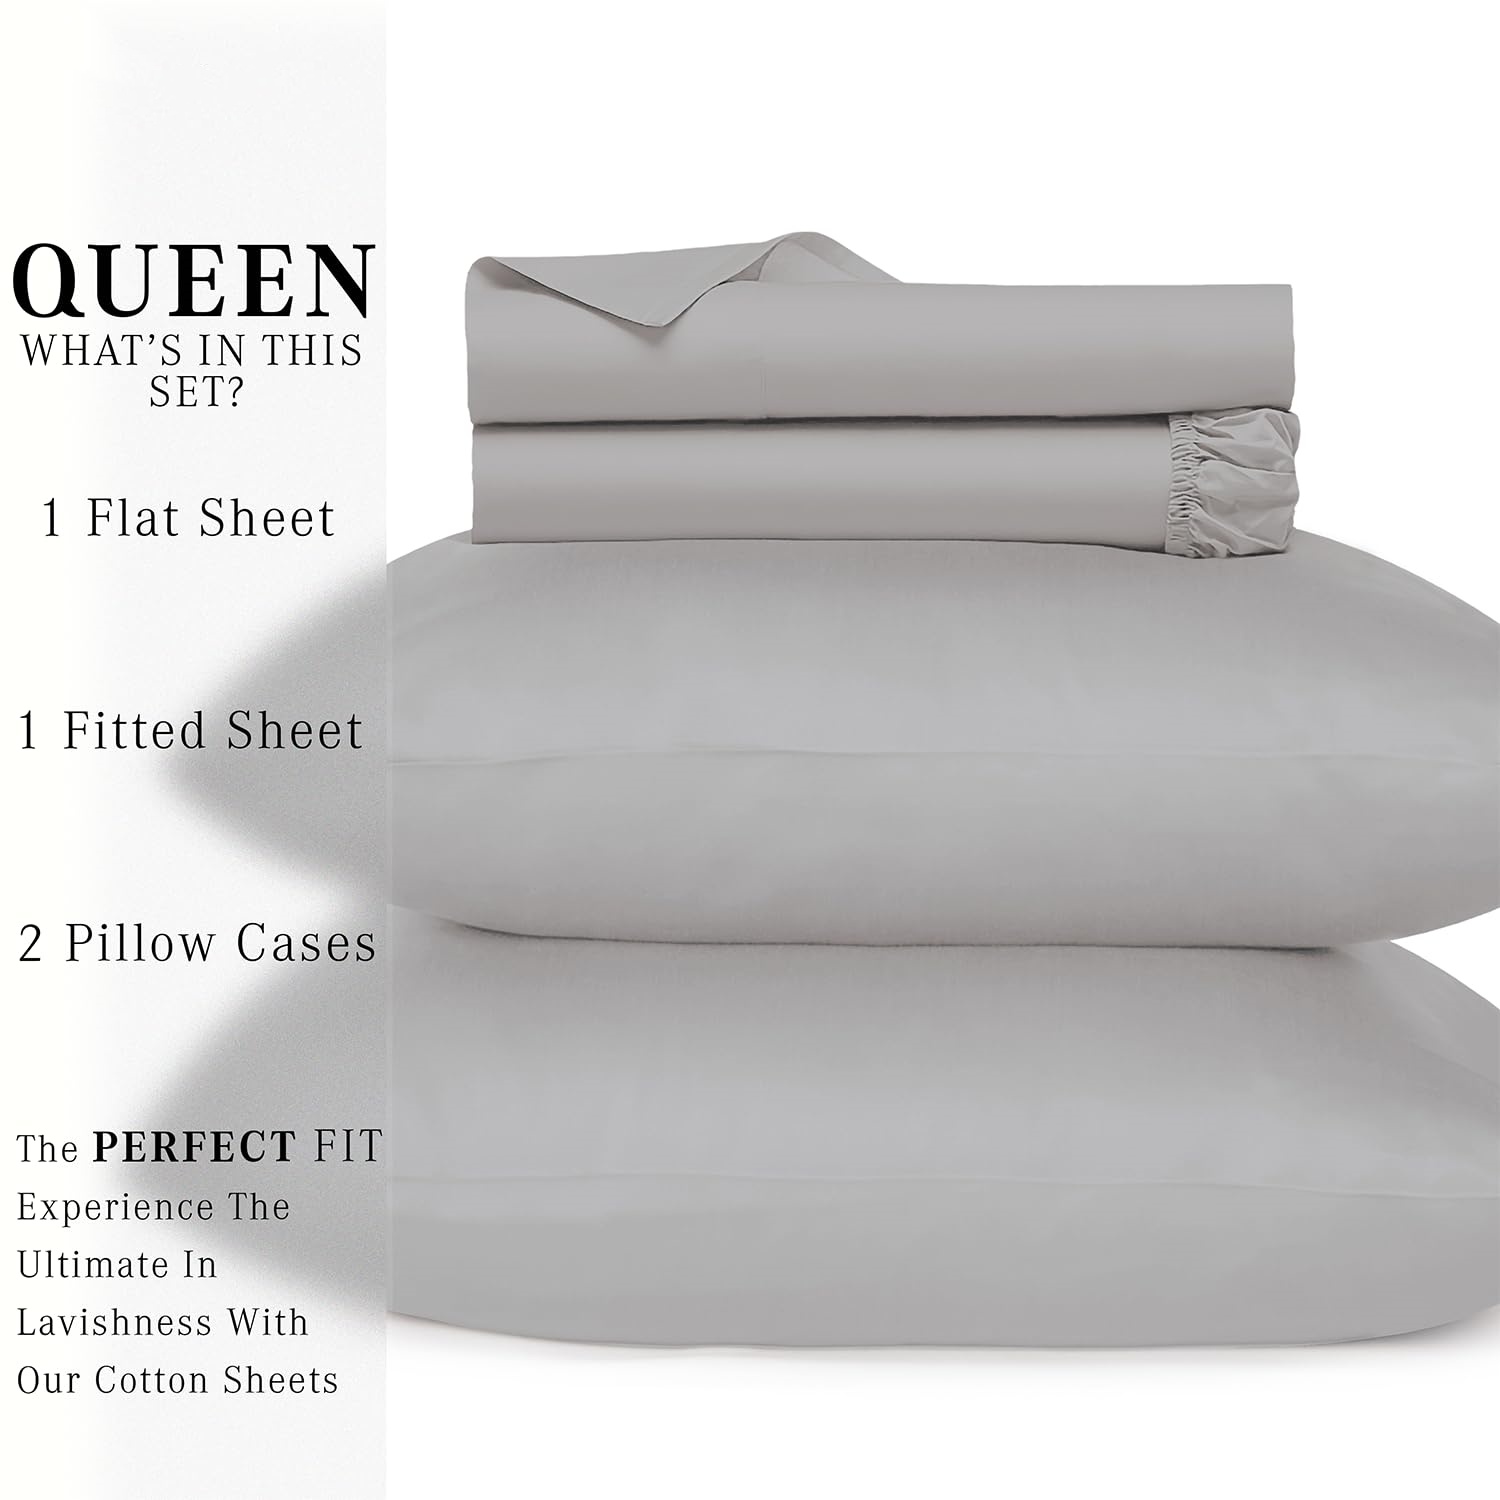 QUEEN
WHAT'S IN THIS
SET?
1 Flat Sheet
1 Fitted Sheet
2 Pillow Cases
The PERFECT FIT
Experience The
Ultimate In
Lavishness With
Our Cotton Sheets